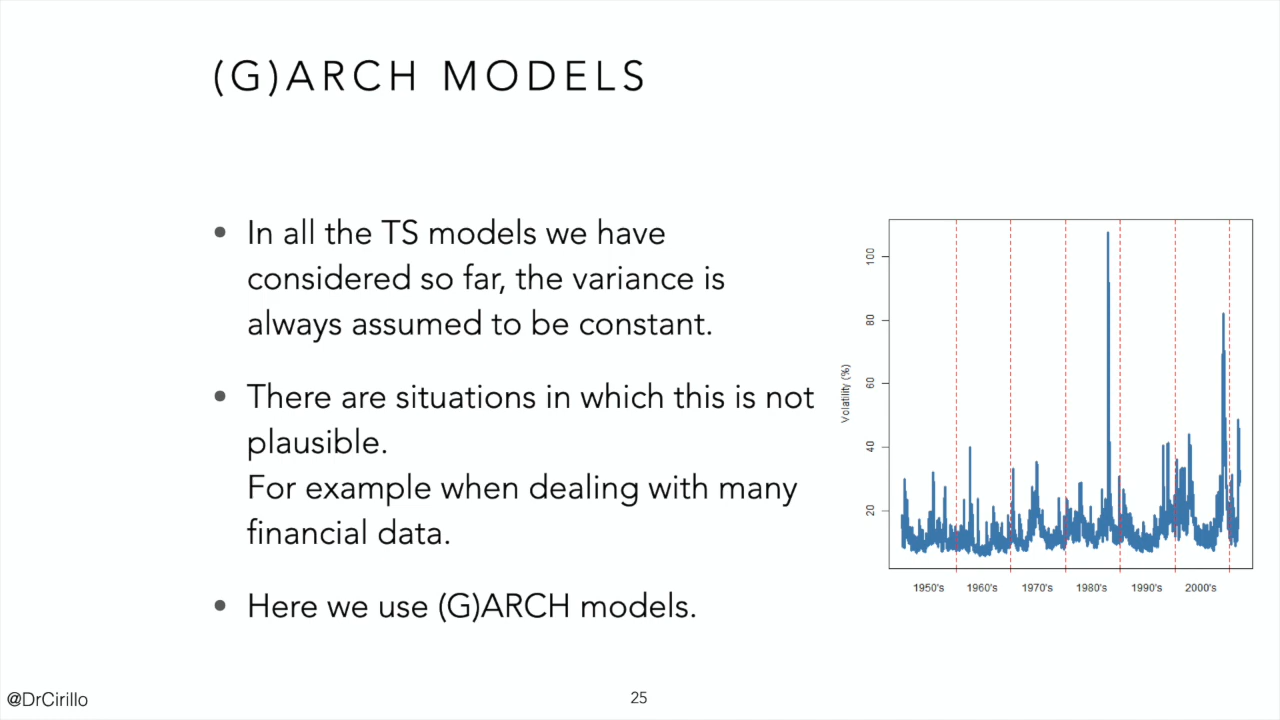 (G)ARCH MODELS
• In all the TS models we have
considered so far, the variance is
always assumed to be constant.
• There are situations in which this is not
plausible.
For example when dealing with many
financial data.
• Here we use (G)ARCH models.
Volatility (%)
100
80
60
40
20
1950's 1960's 1970's 1980's 1990's 2000's
@DrCirillo
25